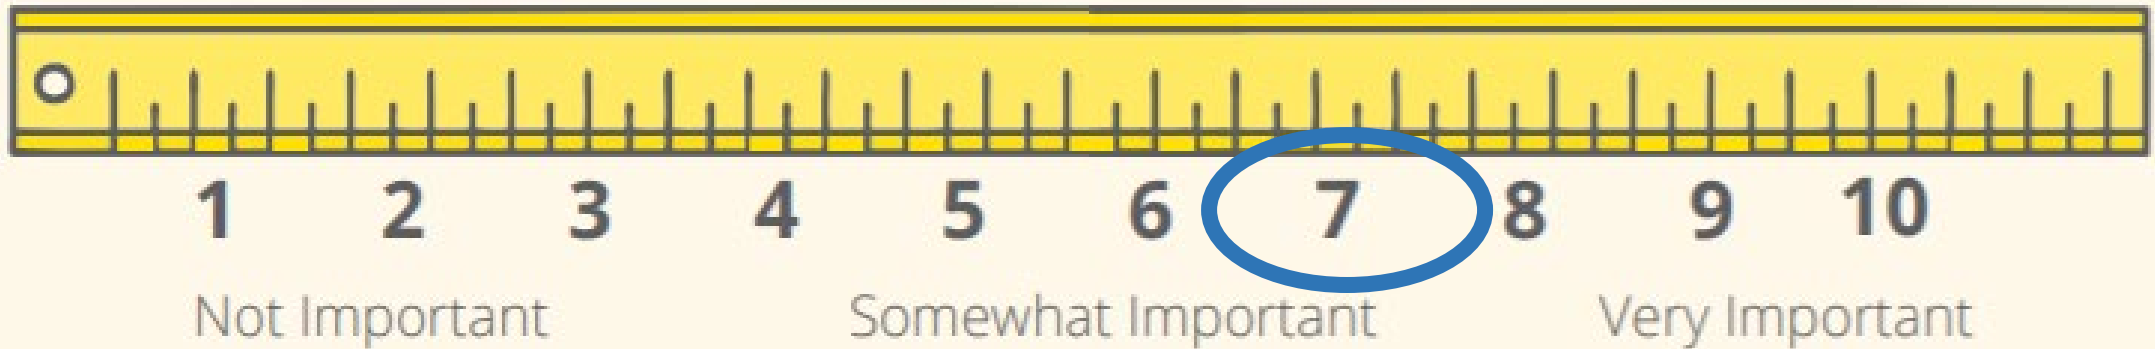 1 2 3 4 5 6 7 8 9 10
Not Important Somewhat Important Very Important